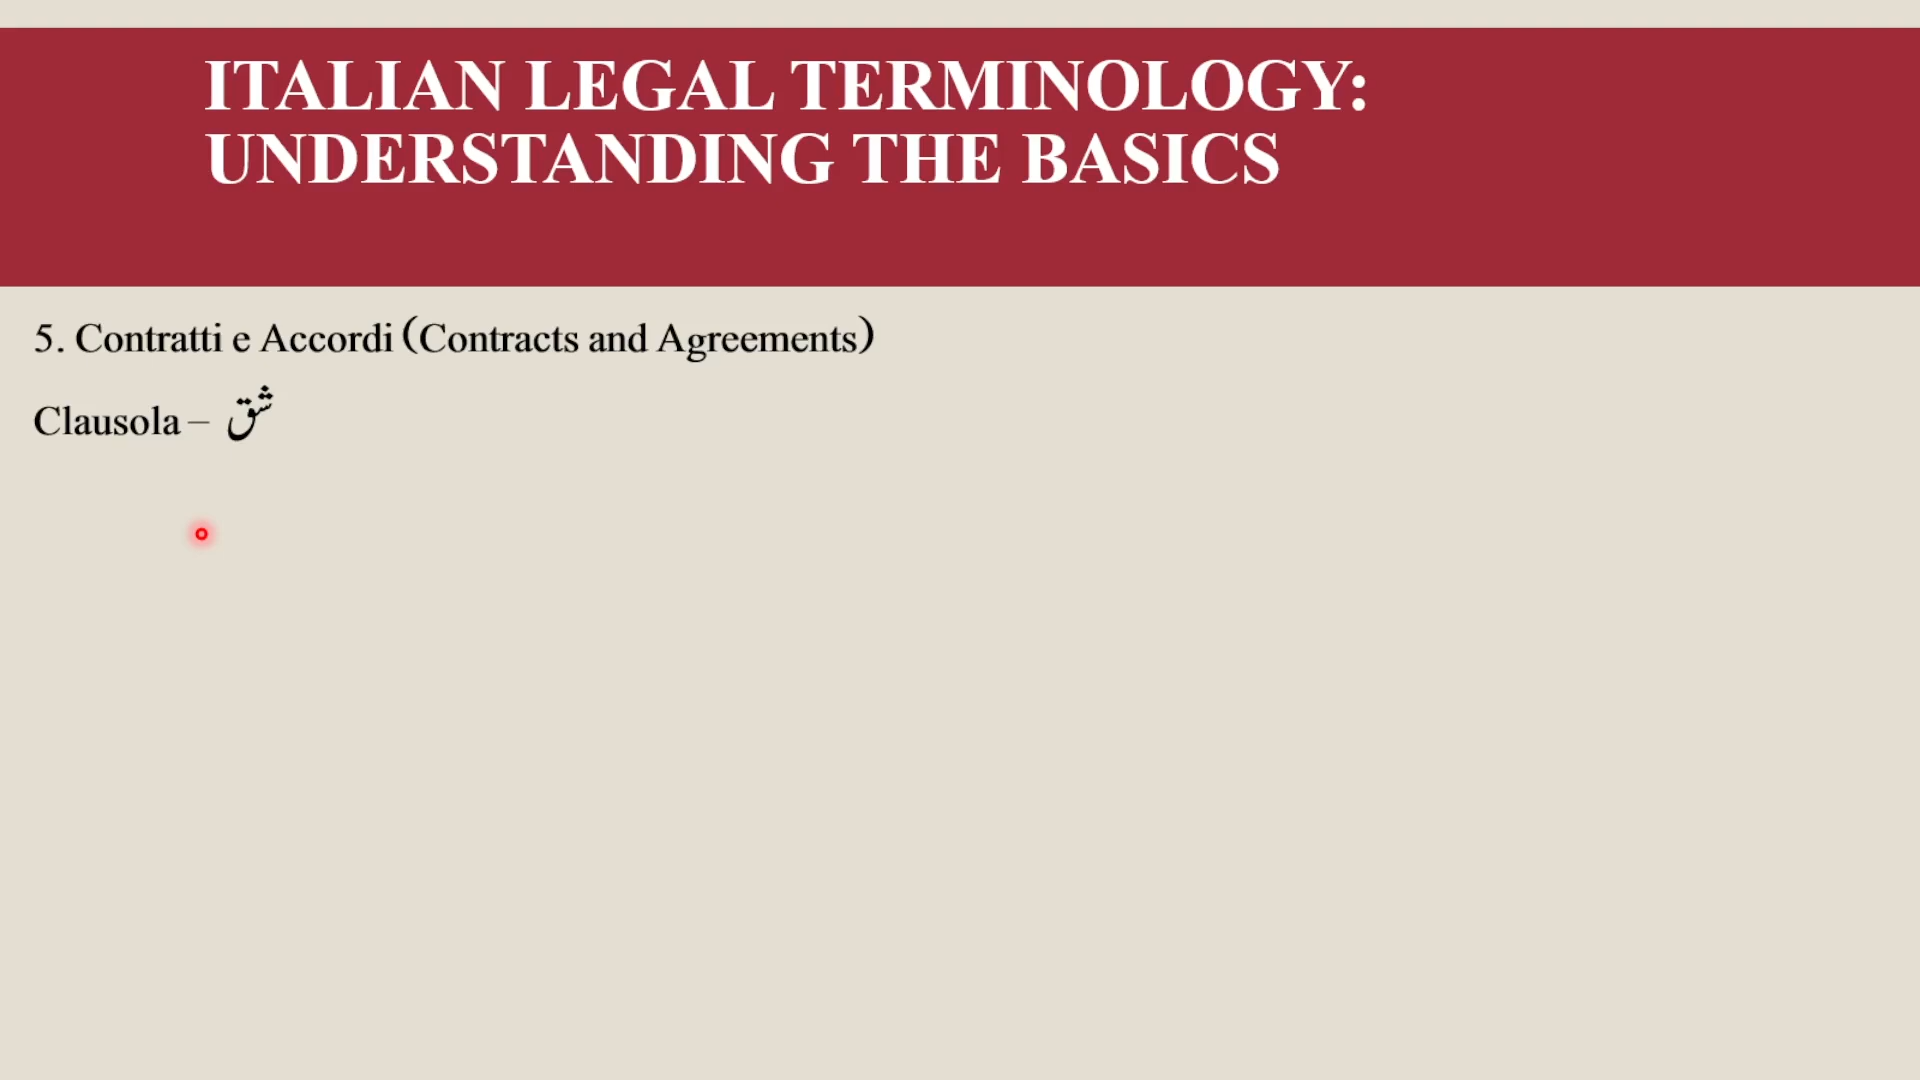 ITALIAN LEGAL TERMINOLOGY:
UNDERSTANDING THE BASICS
5. Contratti e Accordi (Contracts and Agreements)
Clausola – شق